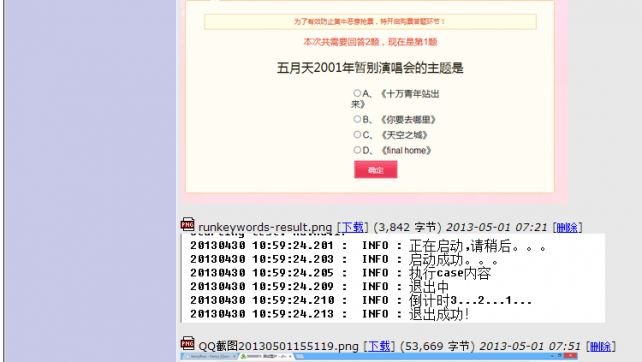 为了有效防止黄牛恶意抢票，特开启购票答题环节！
本次共需要回答2题，现在是第1题
五月天2001年暂别演唱会的主题是
A、《十万青年站出
来》
B、《你要去哪里》
C、《天空之城》
D、《final home》
确定
runkeywords-result.png [下载] (3,842 字节) 2013-05-01 07:21 [删除]
20130430 10:59:24.201 :  INFO : 正在启动,请稍后。。。
20130430 10:59:24.203 :  INFO : 启动成功。。。
20130430 10:59:24.205 :  INFO : 执行case内容
20130430 10:59:24.209 :  INFO : 退出中
20130430 10:59:24.210 :  INFO : 倒计时3...2...1...
20130430 10:59:24.213 :  INFO : 退出成功!
QQ截图20130501155119.png [下载] (53,669 字节) 2013-05-01 07:51 [删除]